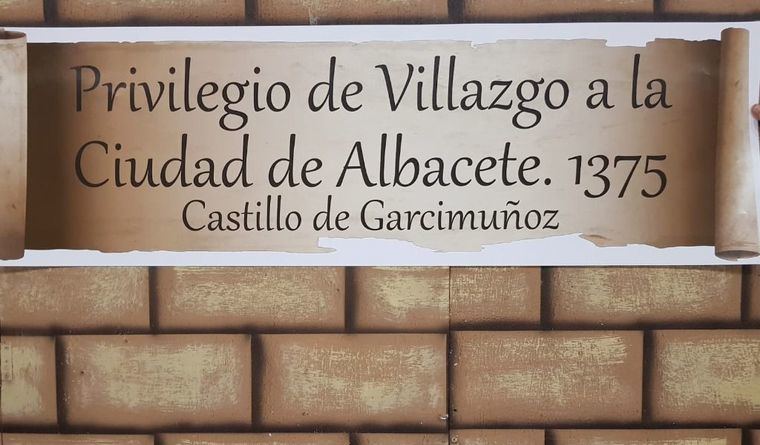 Privilegio de Villazgo a la
Ciudad de Albacete. 1375
Castillo de Garcimuñoz